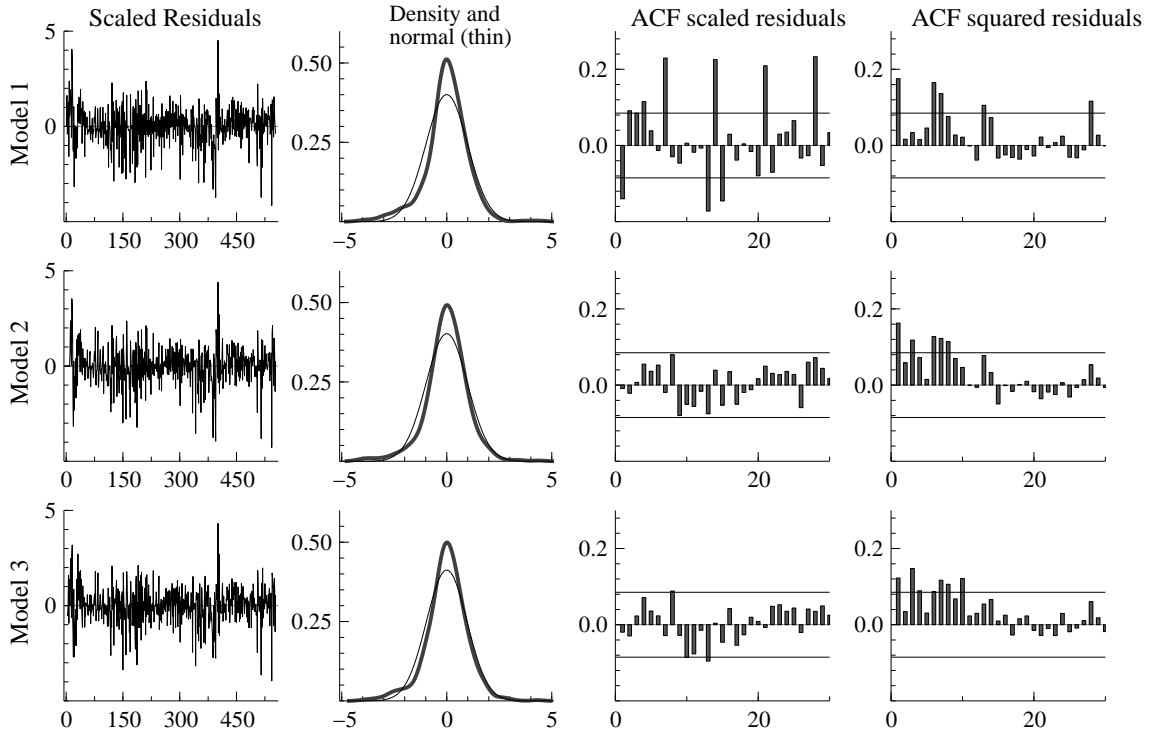 Scaled Residuals
Density and
normal (thin)
ACF scaled residuals
ACF squared residuals
Model 1
5
0
0 150 300 450
0.50
0.25
−5 0 5
0.2
0.0
0 20
0.2
0.0
0 20
Model 2
5
0
0 150 300 450
0.50
0.25
−5 0 5
0.2
0.0
0 20
0.2
0.0
0 20
Model 3
5
0
0 150 300 450
0.50
0.25
−5 0 5
0.2
0.0
0 20
0.2
0.0
0 20